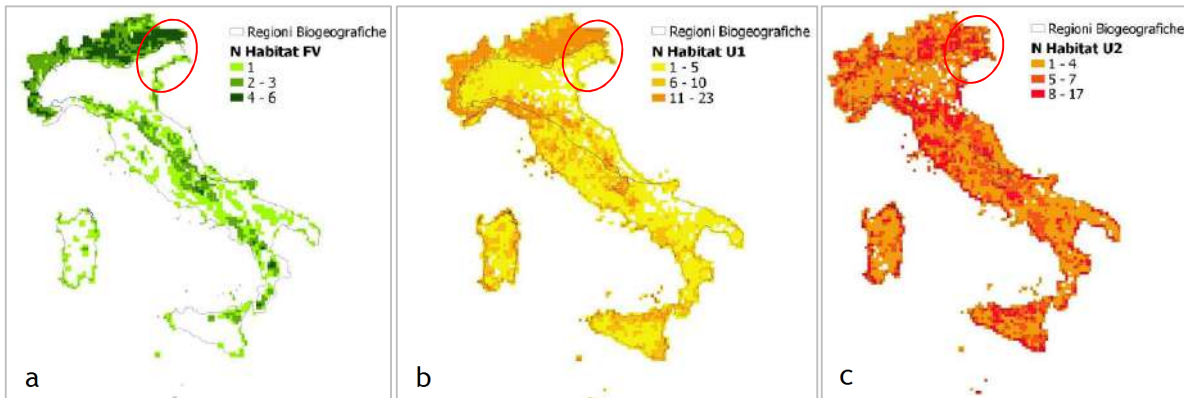 Regioni Biogeografiche
N Habitat FV
1
2 - 3
4 - 6
a
Regioni Biogeografiche
N Habitat U1
1 - 5
6 - 10
11 - 23
b
Regioni Biogeografiche
N Habitat U2
1 - 4
5 - 7
8 - 17
c